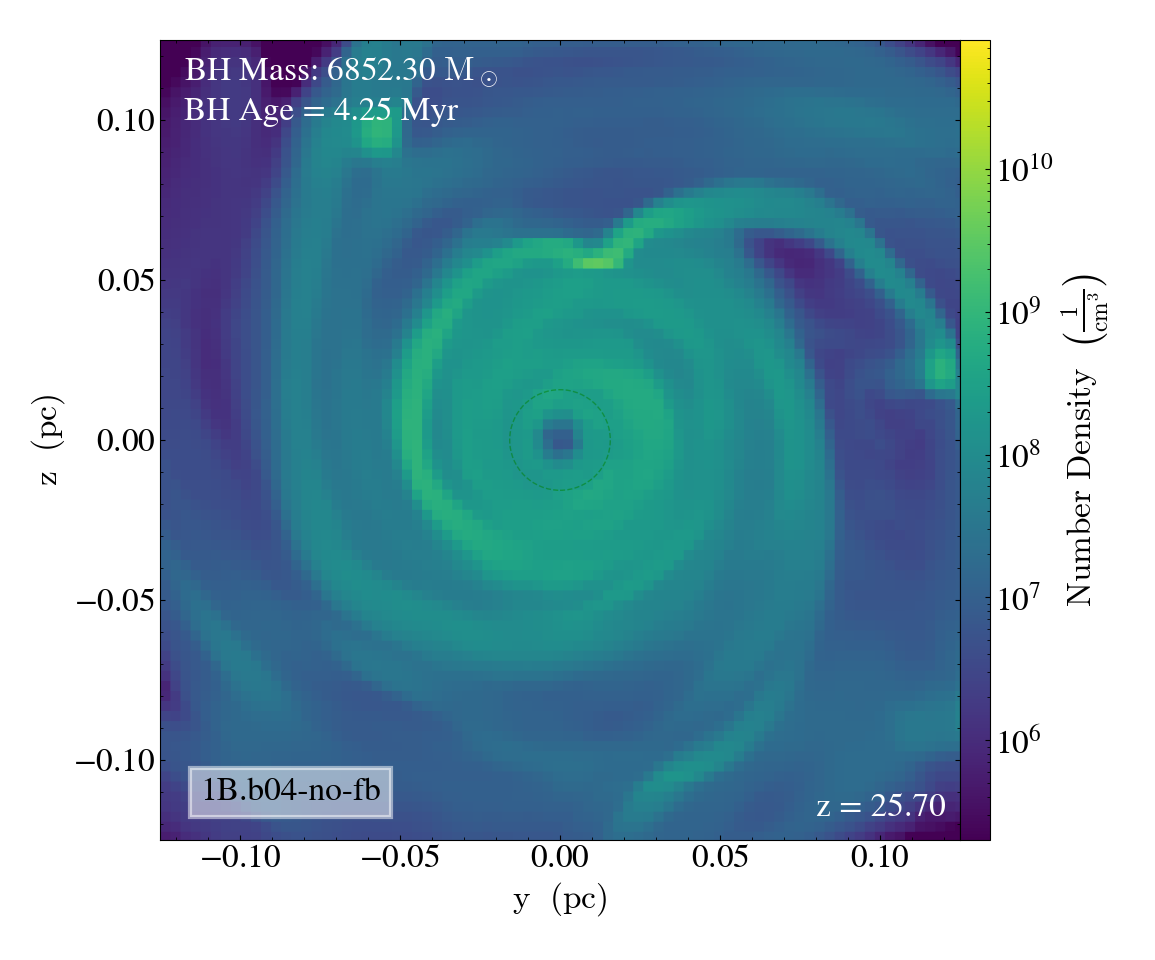 BH Mass: 6852.30 M☉
BH Age = 4.25 Myr
0.10
0.05
0.00
−0.05
−0.10
z (pc)
1B.b04-no-fb
z = 25.70
−0.10 −0.05 0.00 0.05 0.10
y (pc)
10¹⁰
10⁹
10⁸
10⁷
10⁶
Number Density (1/cm³)